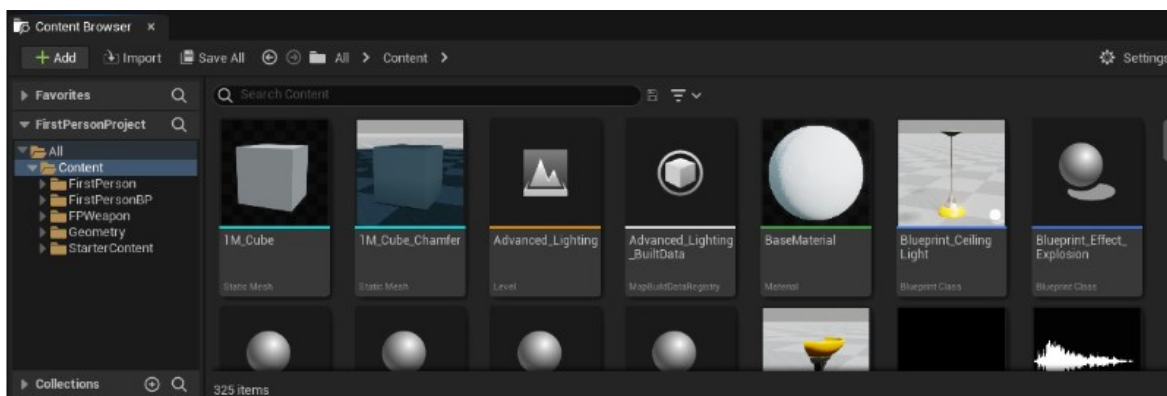 Content Browser
Add Import Save All All > Content > Settings
Favorites
Search Content
FirstPersonProject
All
Content
FirstPerson
FirstPersonBP
FPWeapon
Geometry
StarterContent
1M_Cube
Static Mesh
1M_Cube_Chamfer
Static Mesh
Advanced_Lighting
Level
Advanced_Lighting
_BuiltData
MapBuildDataRegistry
BaseMaterial
Material
Blueprint_Ceiling
Light
Blueprint Class
Blueprint_Effect_
Explosion
Blueprint Class
Collections
325 items